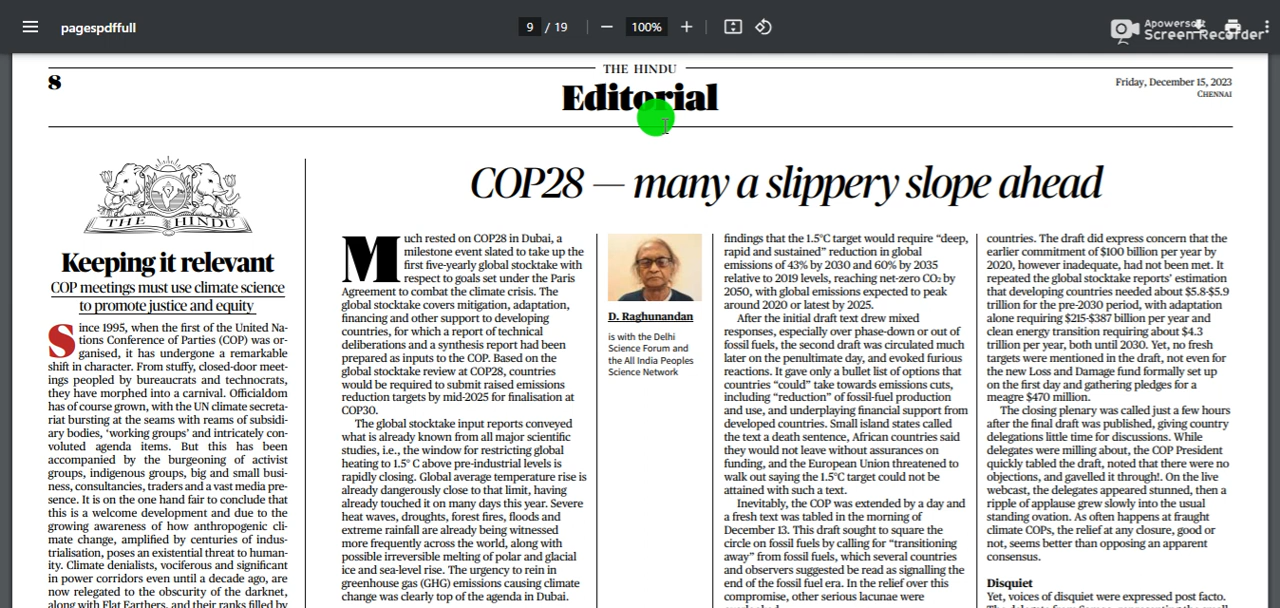 pagespdffull
9 / 19
100%
Apowersoft
Screen Recorder
8
THE HINDU
Editorial
Friday, December 15, 2023
CHENNAI
THE HINDU
Keeping it relevant
COP meetings must use climate science
to promote justice and equity
Since 1995, when the first of the United Na-
tions Conference of Parties (COP) was or-
ganised, it has undergone a remarkable
shift in character. From stuffy, closed-door meet-
ings peopled by bureaucrats and technocrats,
they have morphed into a carnival. Officialdom
has of course grown, with the UN climate secreta-
riat bursting at the seams with reams of subsidi-
ary bodies, ‘working groups’ and intricately con-
voluted agenda items. But this has been
accompanied by the burgeoning of activist
groups, indigenous groups, big and small busi-
ness, consultancies, traders and a vast media pre-
sence. It is on the one hand fair to conclude that
this is a welcome development and due to the
growing awareness of how anthropogenic cli-
mate change, amplified by centuries of indus-
trialisation, poses an existential threat to human-
ity. Climate denialists, vociferous and significant
in power corridors even until a decade ago, are
now relegated to the obscurity of the darknet,
along with Flat Earthers, and their ranks filled by
COP28 — many a slippery slope ahead
Much rested on COP28 in Dubai, a
milestone event slated to take up the
first five-yearly global stocktake with
respect to goals set under the Paris
Agreement to combat the climate crisis. The
global stocktake covers mitigation, adaptation,
financing and other support to developing
countries, for which a report of technical
deliberations and a synthesis report had been
prepared as inputs to the COP. Based on the
global stocktake review at COP28, countries
would be required to submit raised emissions
reduction targets by mid-2025 for finalisation at
COP30.
The global stocktake input reports conveyed
what is already known from all major scientific
studies, i.e., the window for restricting global
heating to 1.5° C above pre-industrial levels is
rapidly closing. Global average temperature rise is
already dangerously close to that limit, having
already touched it on many days this year. Severe
heat waves, droughts, forest fires, floods and
extreme rainfall are already being witnessed
more frequently across the world, along with
possible irreversible melting of polar and glacial
ice and sea-level rise. The urgency to rein in
greenhouse gas (GHG) emissions causing climate
change was clearly top of the agenda in Dubai.
D. Raghunandan
is with the Delhi
Science Forum and
the All India Peoples
Science Network
findings that the 1.5°C target would require “deep,
rapid and sustained” reduction in global
emissions of 43% by 2030 and 60% by 2035
relative to 2019 levels, reaching net-zero CO₂ by
2050, with global emissions expected to peak
around 2020 or latest by 2025.
After the initial draft text drew mixed
responses, especially over phase-down or out of
fossil fuels, the second draft was circulated much
later on the penultimate day, and evoked furious
reactions. It gave only a bullet list of options that
countries “could” take towards emissions cuts,
including “reduction” of fossil-fuel production
and use, and underplaying financial support from
developed countries. Small island states called
the text a death sentence, African countries said
they would not leave without assurances on
funding, and the European Union threatened to
walk out saying the 1.5°C target could not be
attained with such a text.
Inevitably, the COP was extended by a day and
a fresh text was tabled in the morning of
December 13. This draft sought to square the
circle on fossil fuels by calling for “transitioning
away” from fossil fuels, which several countries
and observers suggested be read as signalling the
end of the fossil fuel era. In the relief over this
compromise, other serious lacunae were
countries. The draft did express concern that the
earlier commitment of $100 billion per year by
2020, however inadequate, had not been met. It
repeated the global stocktake reports’ estimation
that developing countries needed about $5.8-$5.9
trillion for the pre-2030 period, with adaptation
alone requiring $215-$387 billion per year and
clean energy transition requiring about $4.3
trillion per year, both until 2030. Yet, no fresh
targets were mentioned in the draft, not even for
the new Loss and Damage fund formally set up
on the first day and gathering pledges for a
meagre $470 million.
The closing plenary was called just a few hours
after the final draft was published, giving country
delegations little time for discussions. While
delegates were milling about, the COP President
quickly tabled the draft, noted that there were no
objections, and gavelled it through!. On the live
webcast, the delegates appeared stunned, then a
ripple of applause grew slowly into the usual
standing ovation. As often happens at fraught
climate COPs, the relief at any closure, good or
not, seems better than opposing an apparent
consensus.
Disquiet
Yet, voices of disquiet were expressed post facto.